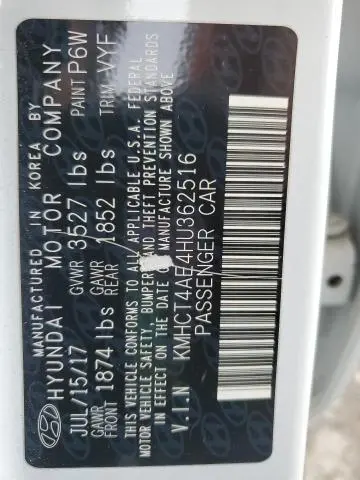 MANUFACTURED IN KOREA BY
HYUNDAI MOTOR COMPANY
JUL/15/17 GVWR 3527 lbs PAINT P6W
GAWR FRONT 1874 lbs GAWR REAR 1852 lbs TRIM VYF
THIS VEHICLE CONFORMS TO ALL APPLICABLE U.S.A. FEDERAL
MOTOR VEHICLE SAFETY, BUMPER AND THEFT PREVENTION STANDARDS
IN EFFECT ON THE DATE OF MANUFACTURE SHOWN ABOVE
V.I.N KMHCT4AE4HU362516
PASSENGER CAR